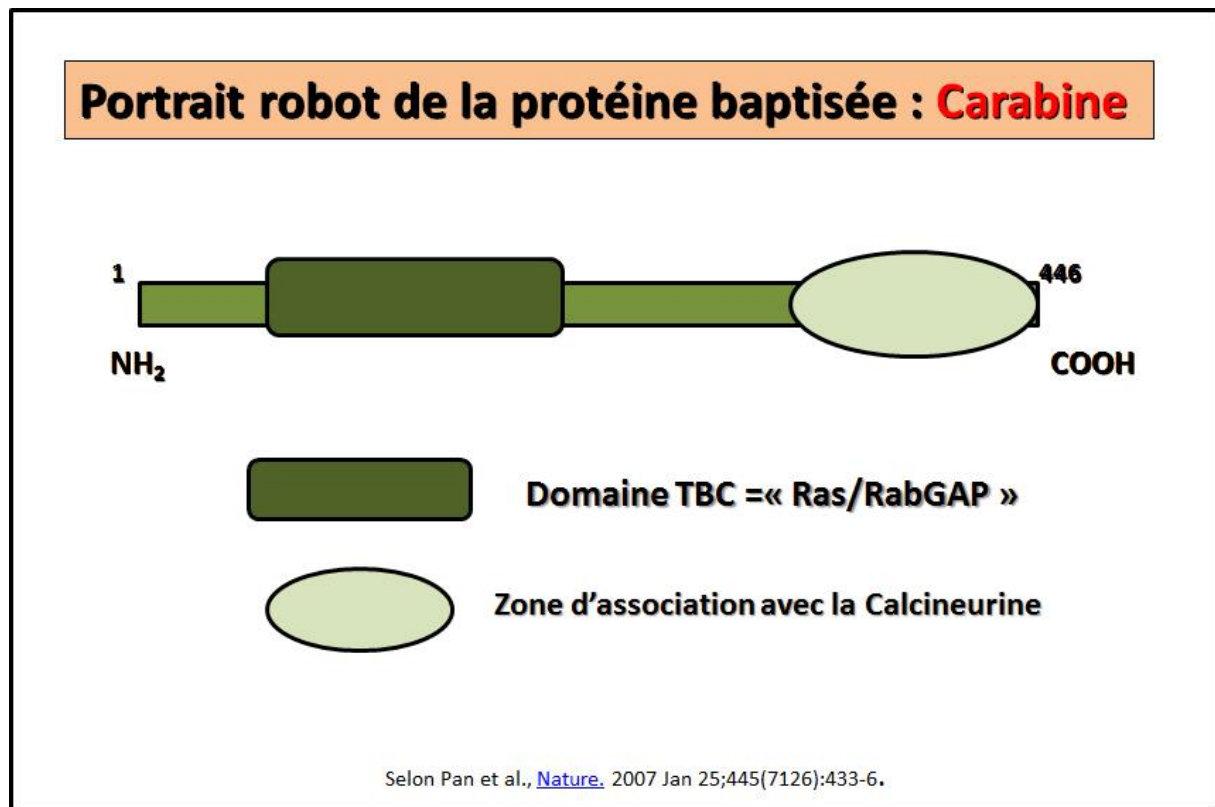 Portrait robot de la protéine baptisée : Carabine
1
446
NH₂
COOH
Domaine TBC =« Ras/RabGAP »
Zone d’association avec la Calcineurine
Selon Pan et al., Nature. 2007 Jan 25;445(7126):433-6.